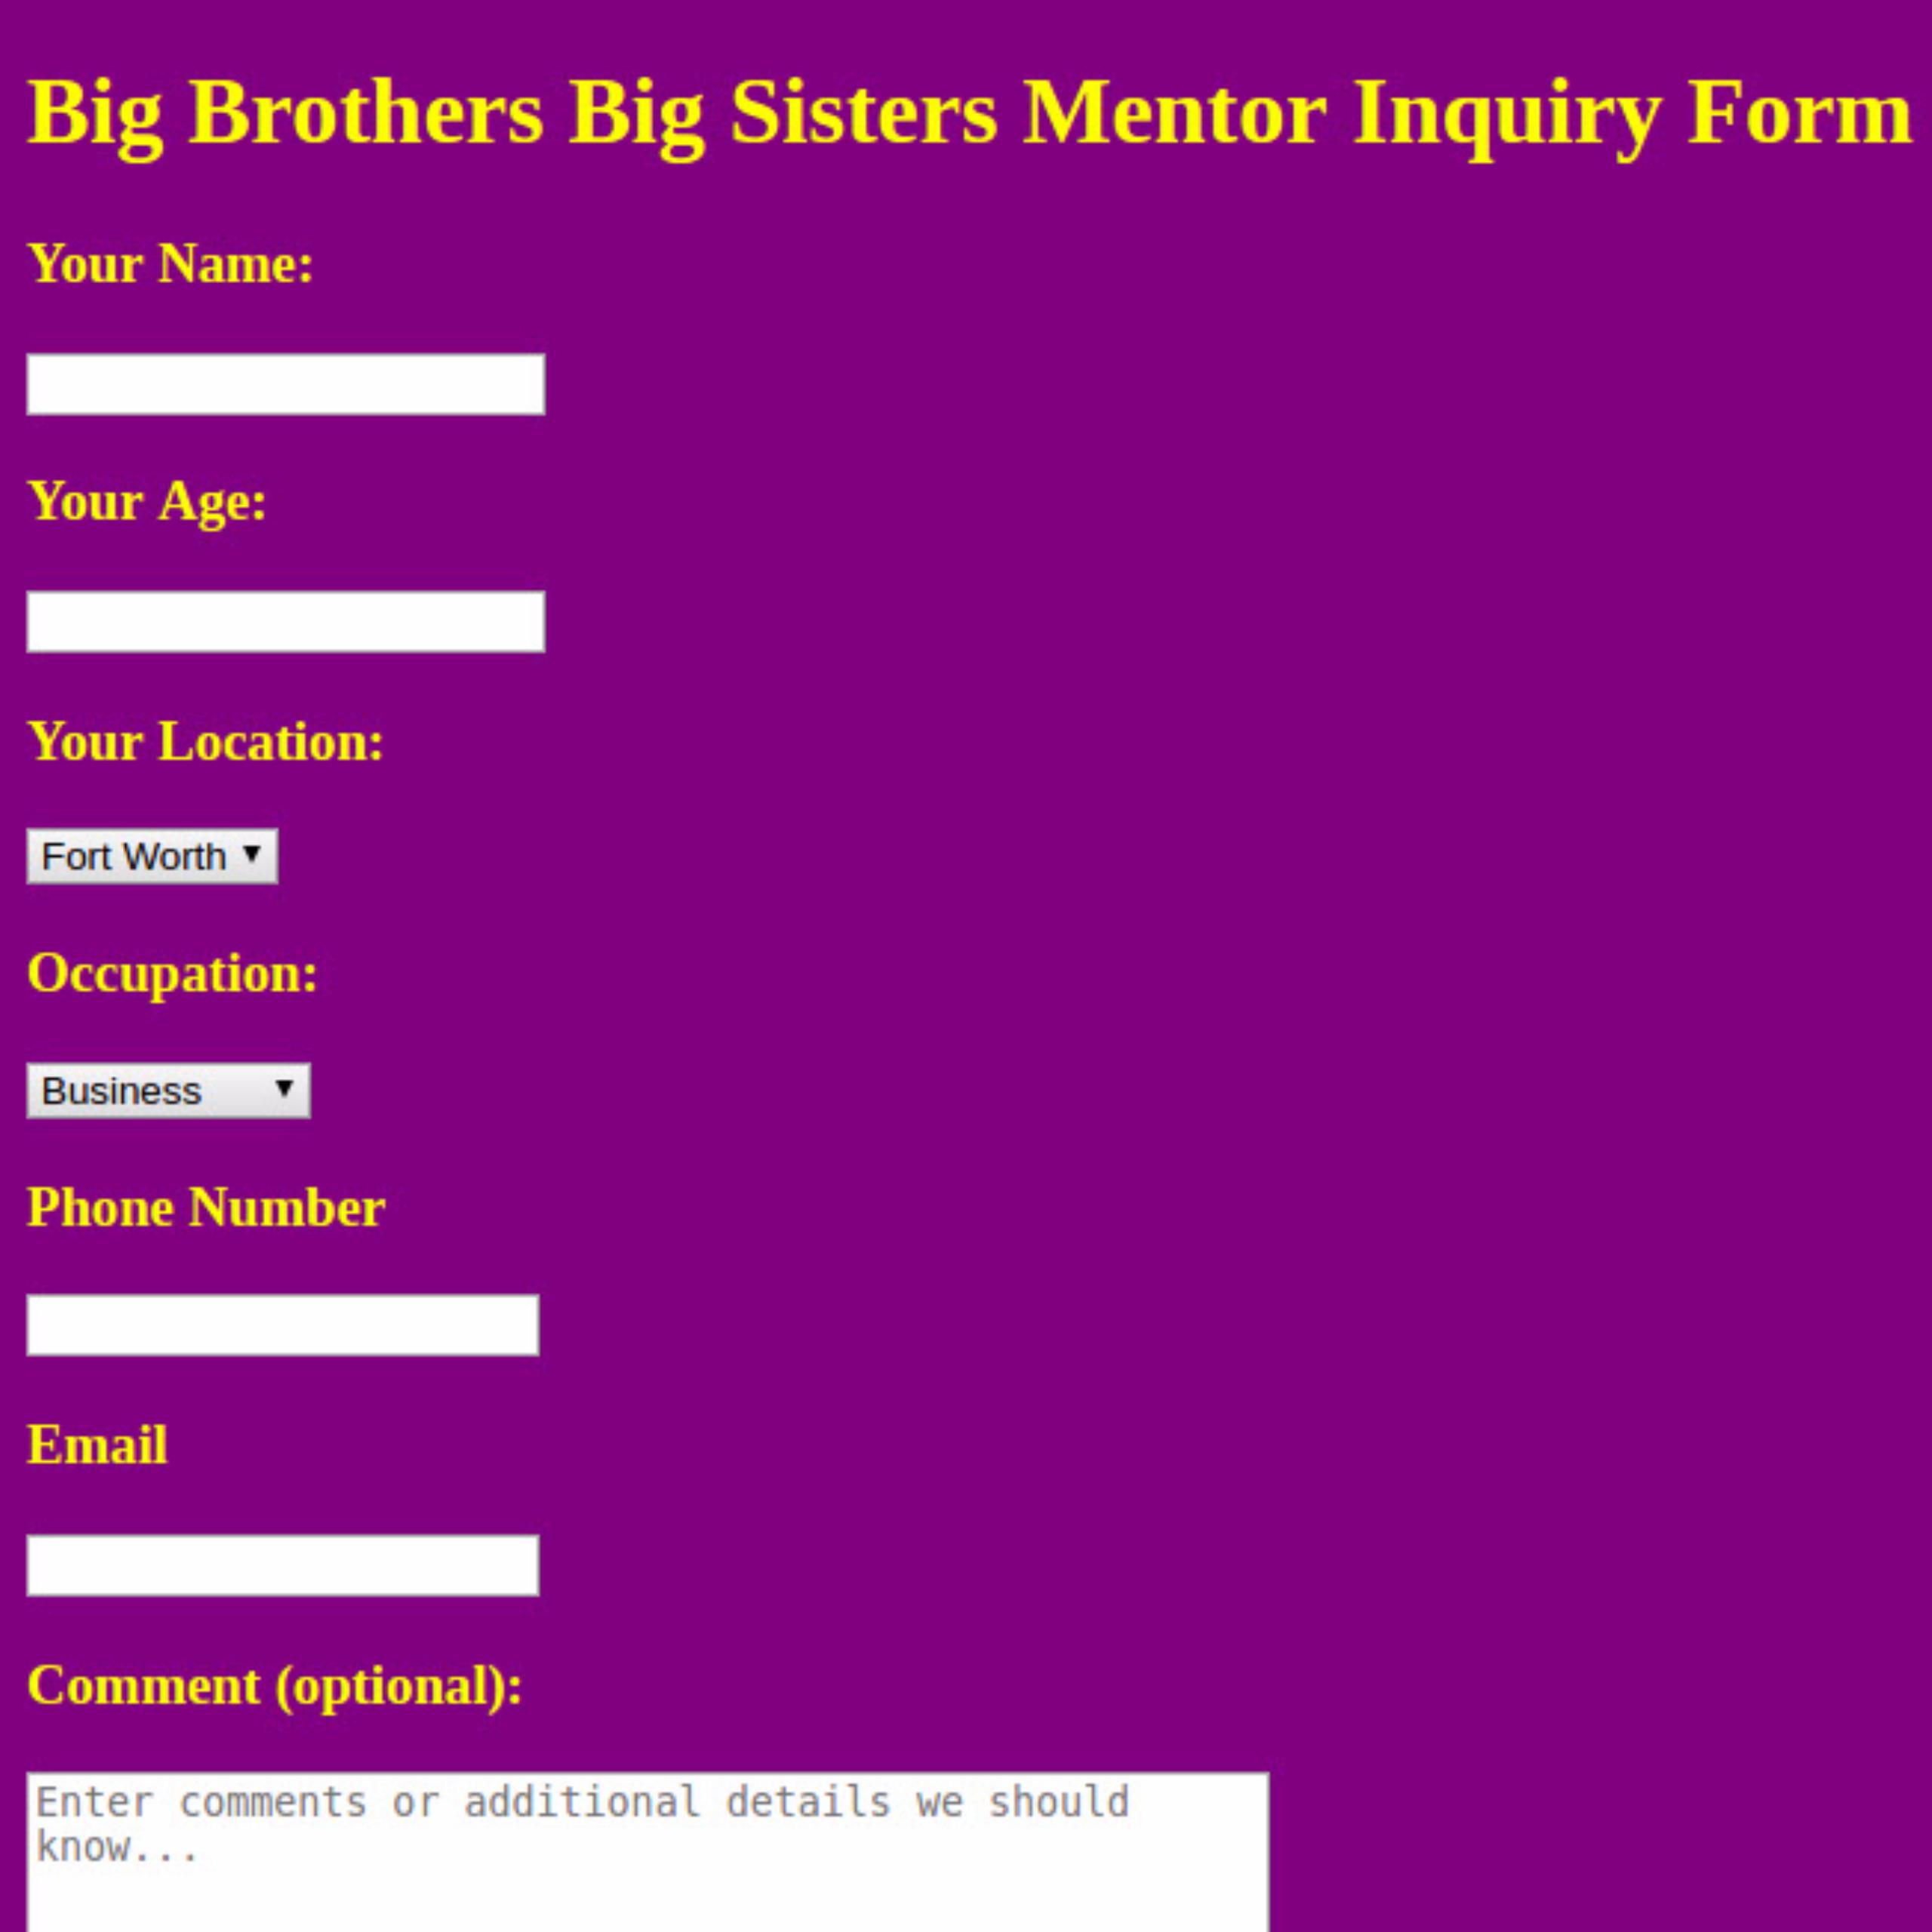 Big Brothers Big Sisters Mentor Inquiry Form
Your Name:
Your Age:
Your Location:
Fort Worth
Occupation:
Business
Phone Number
Email
Comment (optional):
Enter comments or additional details we should
know...